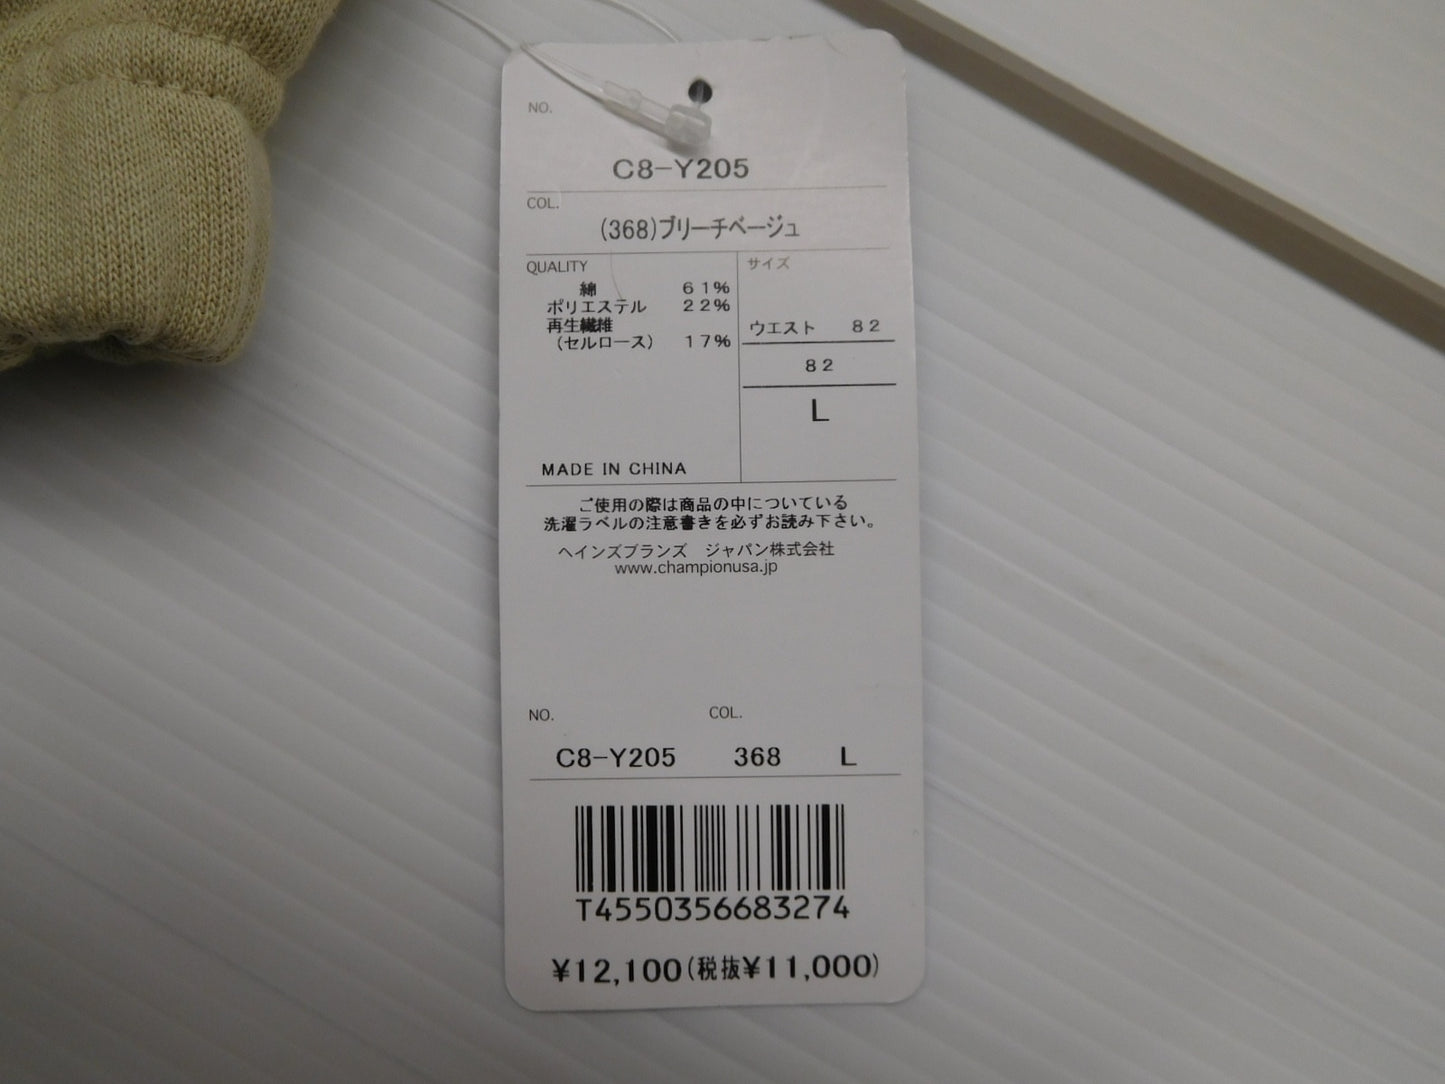 NO.
C8-Y205
COL.
(368)ブリーチベージュ
QUALITY
綿 61%
ポリエステル 22%
再生繊維
(セルロース) 17%
サイズ
ウエスト 82
82
L
MADE IN CHINA
ご使用の際は商品の中についている
洗濯ラベルの注意書きを必ずお読み下さい。
ヘインズブランズ ジャパン株式会社
www.championusa.jp
NO. COL.
C8-Y205 368 L
T4550356683274
¥12,100(税抜¥11,000)